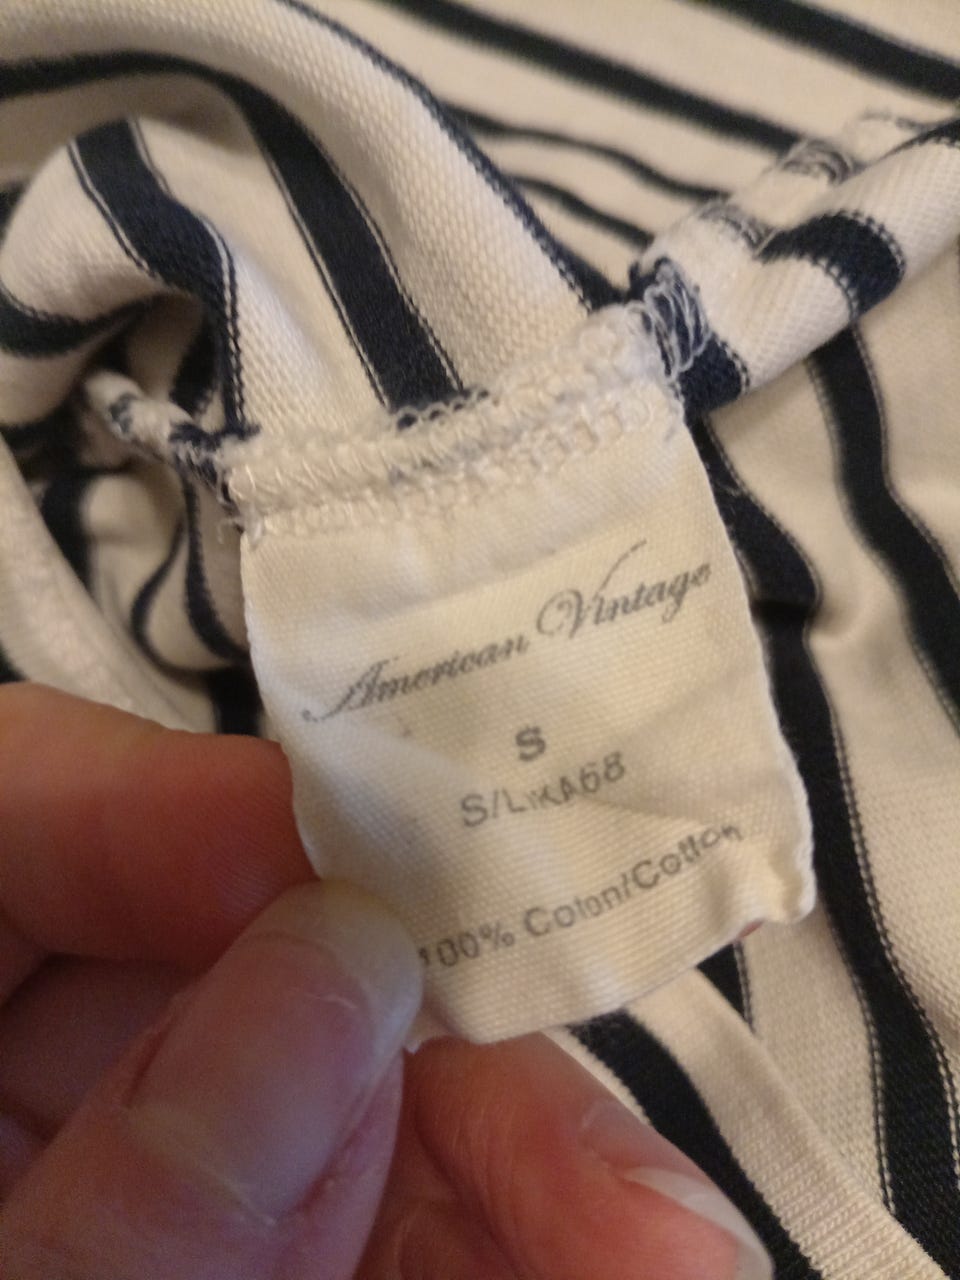 American Vintage
S
S/LIKA68
100% Coton/Cotton